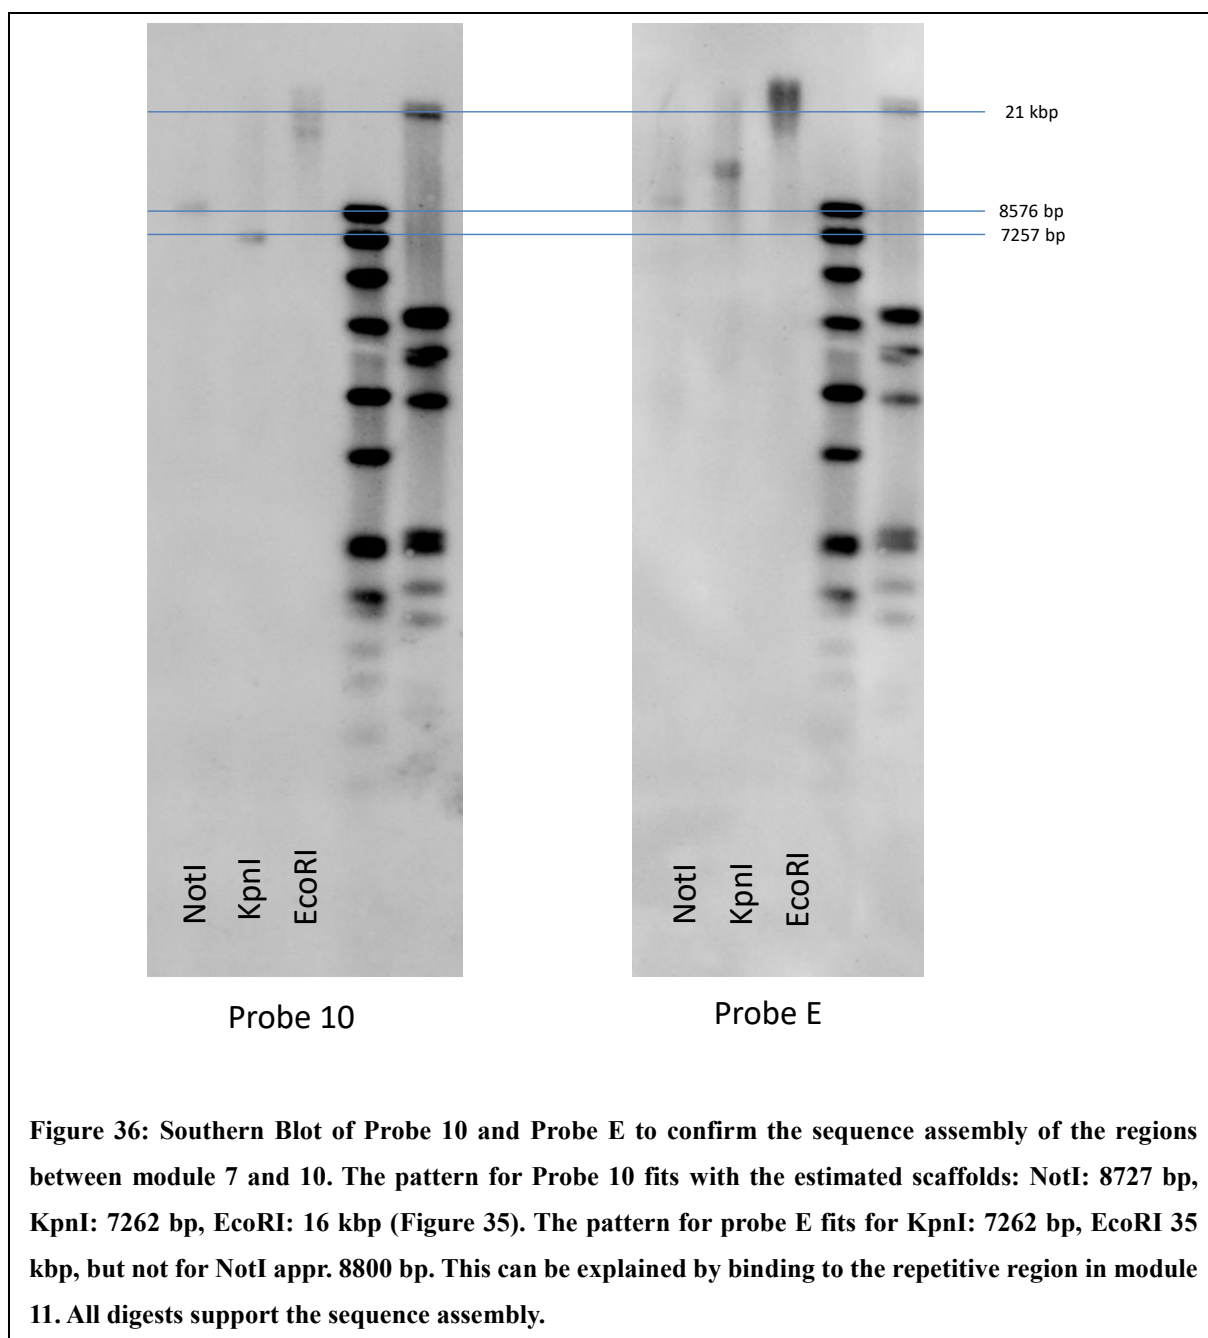 21 kbp
8576 bp
7257 bp
NotI
KpnI
EcoRI
NotI
KpnI
EcoRI
Probe 10
Probe E
Figure 36: Southern Blot of Probe 10 and Probe E to confirm the sequence assembly of the regions
between module 7 and 10. The pattern for Probe 10 fits with the estimated scaffolds: NotI: 8727 bp,
KpnI: 7262 bp, EcoRI: 16 kbp (Figure 35). The pattern for probe E fits for KpnI: 7262 bp, EcoRI 35
kbp, but not for NotI appr. 8800 bp. This can be explained by binding to the repetitive region in module
11. All digests support the sequence assembly.